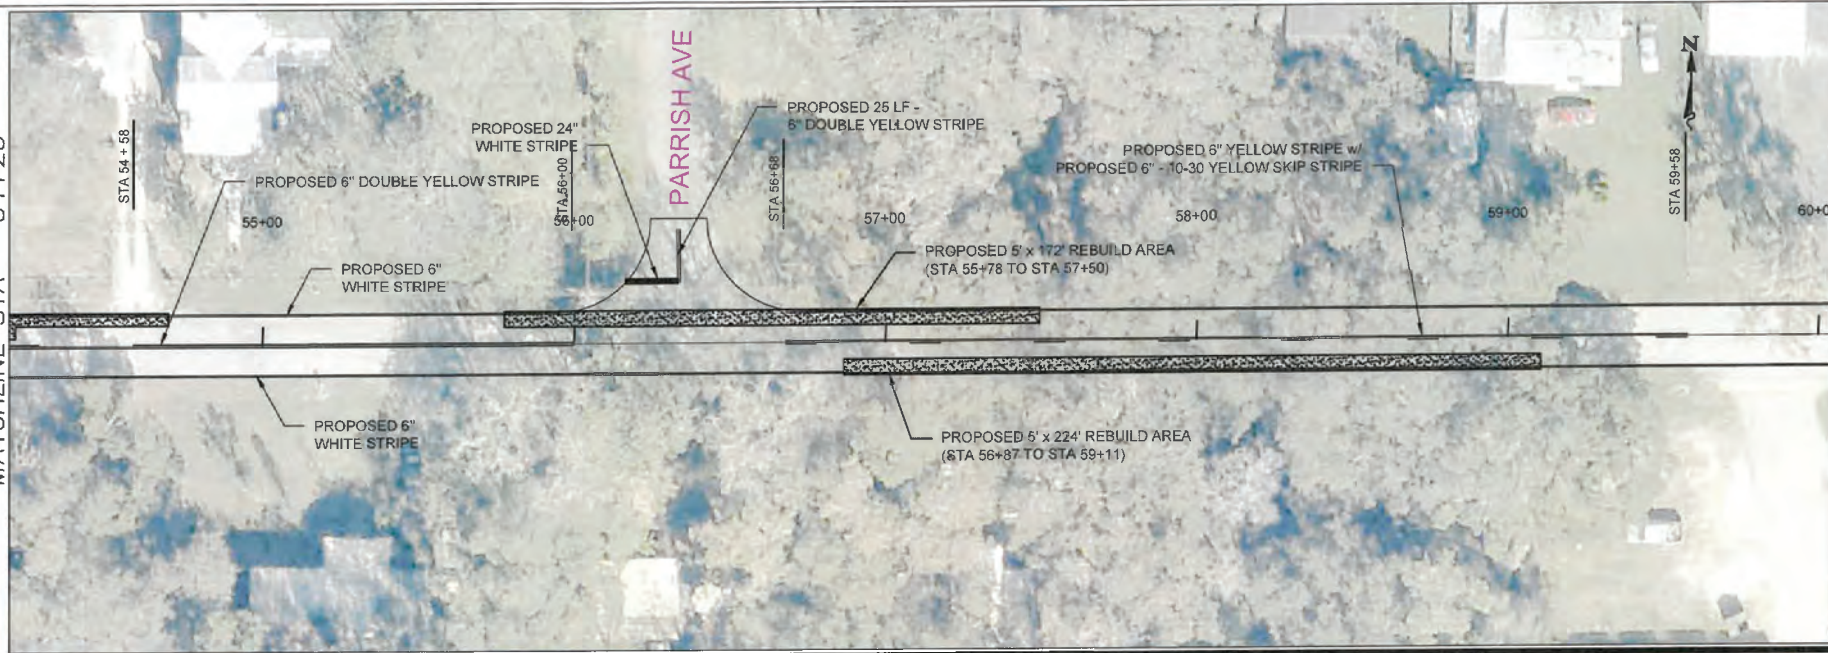 PARRISH AVE
N
STA 54 + 58
PROPOSED 24"
WHITE STRIPE
PROPOSED 25 LF -
6" DOUBLE YELLOW STRIPE
STA 56+00
STA 56+68
PROPOSED 6" YELLOW STRIPE w/
PROPOSED 6" - 10-30 YELLOW SKIP STRIPE
STA 59+58
PROPOSED 6" DOUBLE YELLOW STRIPE
55+00
56+00
57+00
58+00
59+00
PROPOSED 6"
WHITE STRIPE
PROPOSED 5' x 172' REBUILD AREA
(STA 55+78 TO STA 57+50)
PROPOSED 6"
WHITE STRIPE
PROPOSED 5' x 224' REBUILD AREA
(STA 56+87 TO STA 59+11)